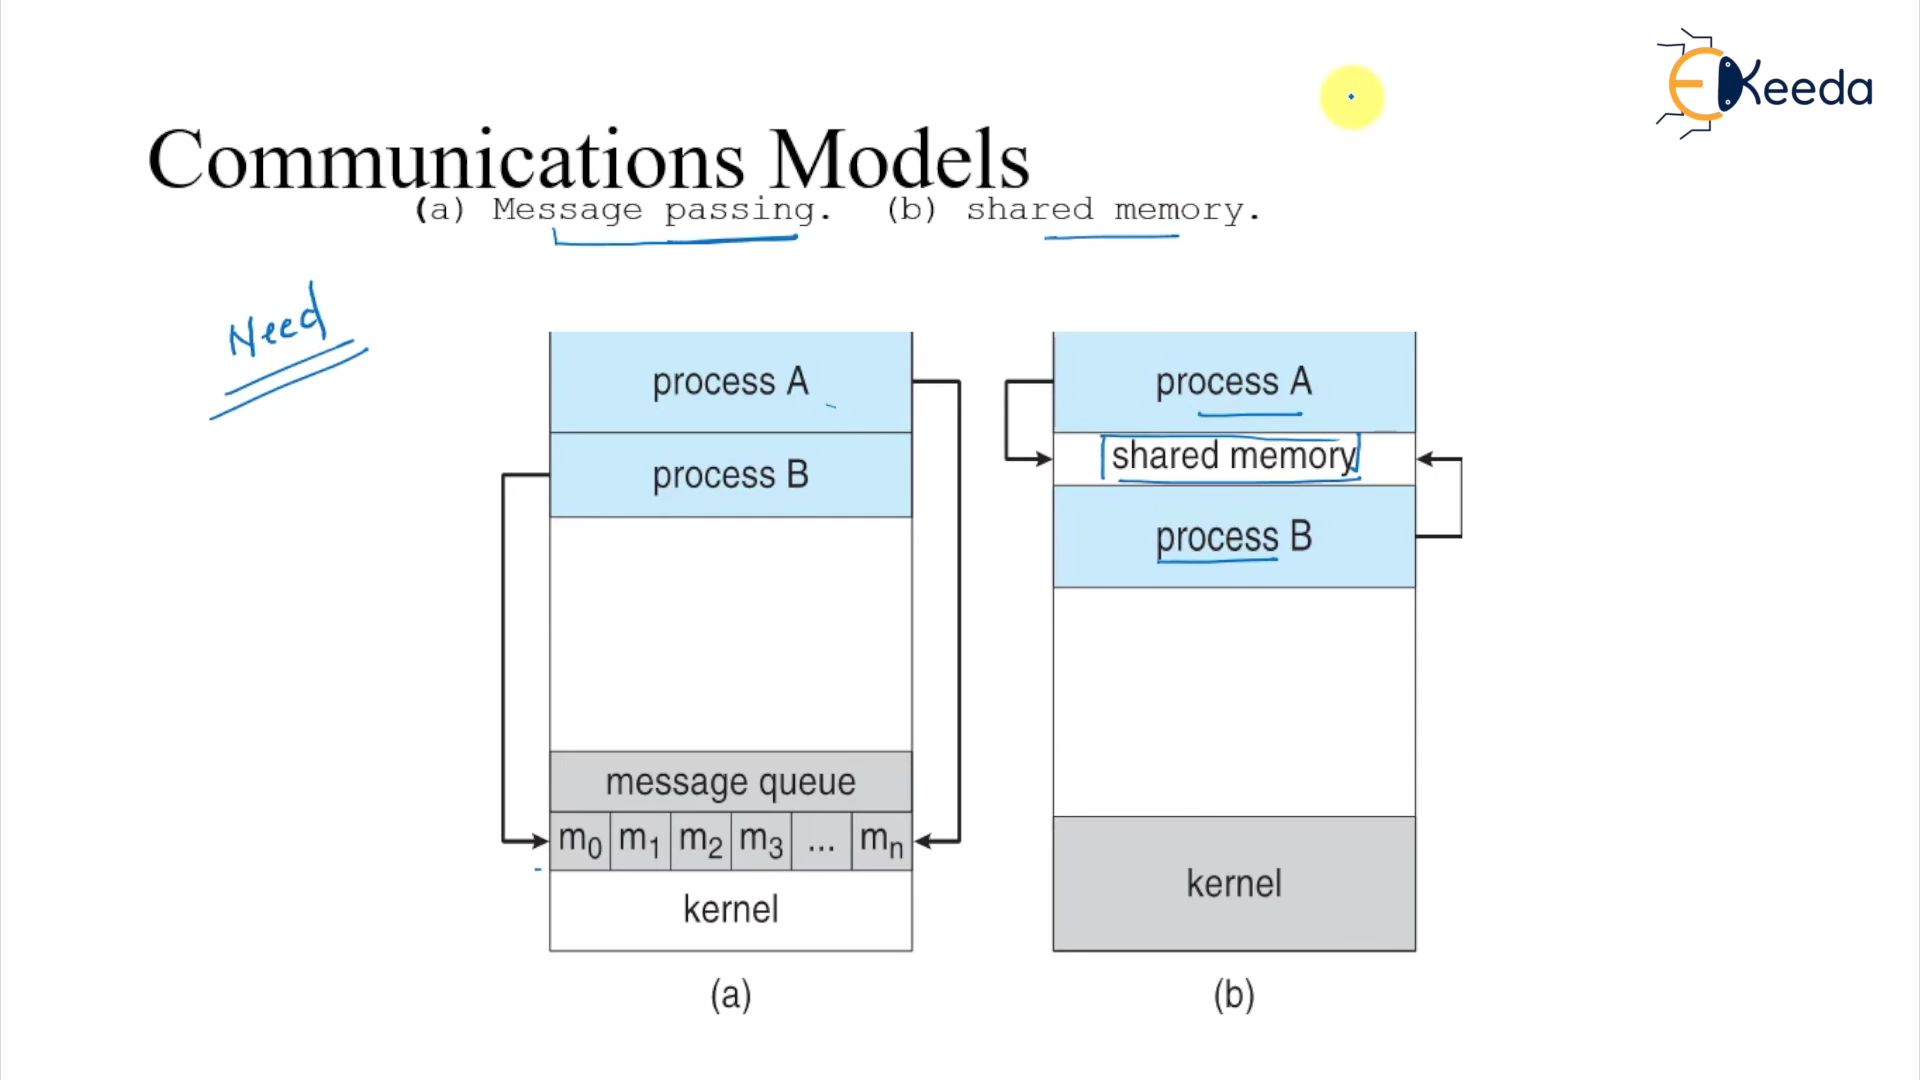 EKeeda
Communications Models
(a) Message passing. (b) shared memory.
Need
process A
process B
message queue
m0 m1 m2 m3 ... mn
kernel
(a)
process A
shared memory
process B
kernel
(b)